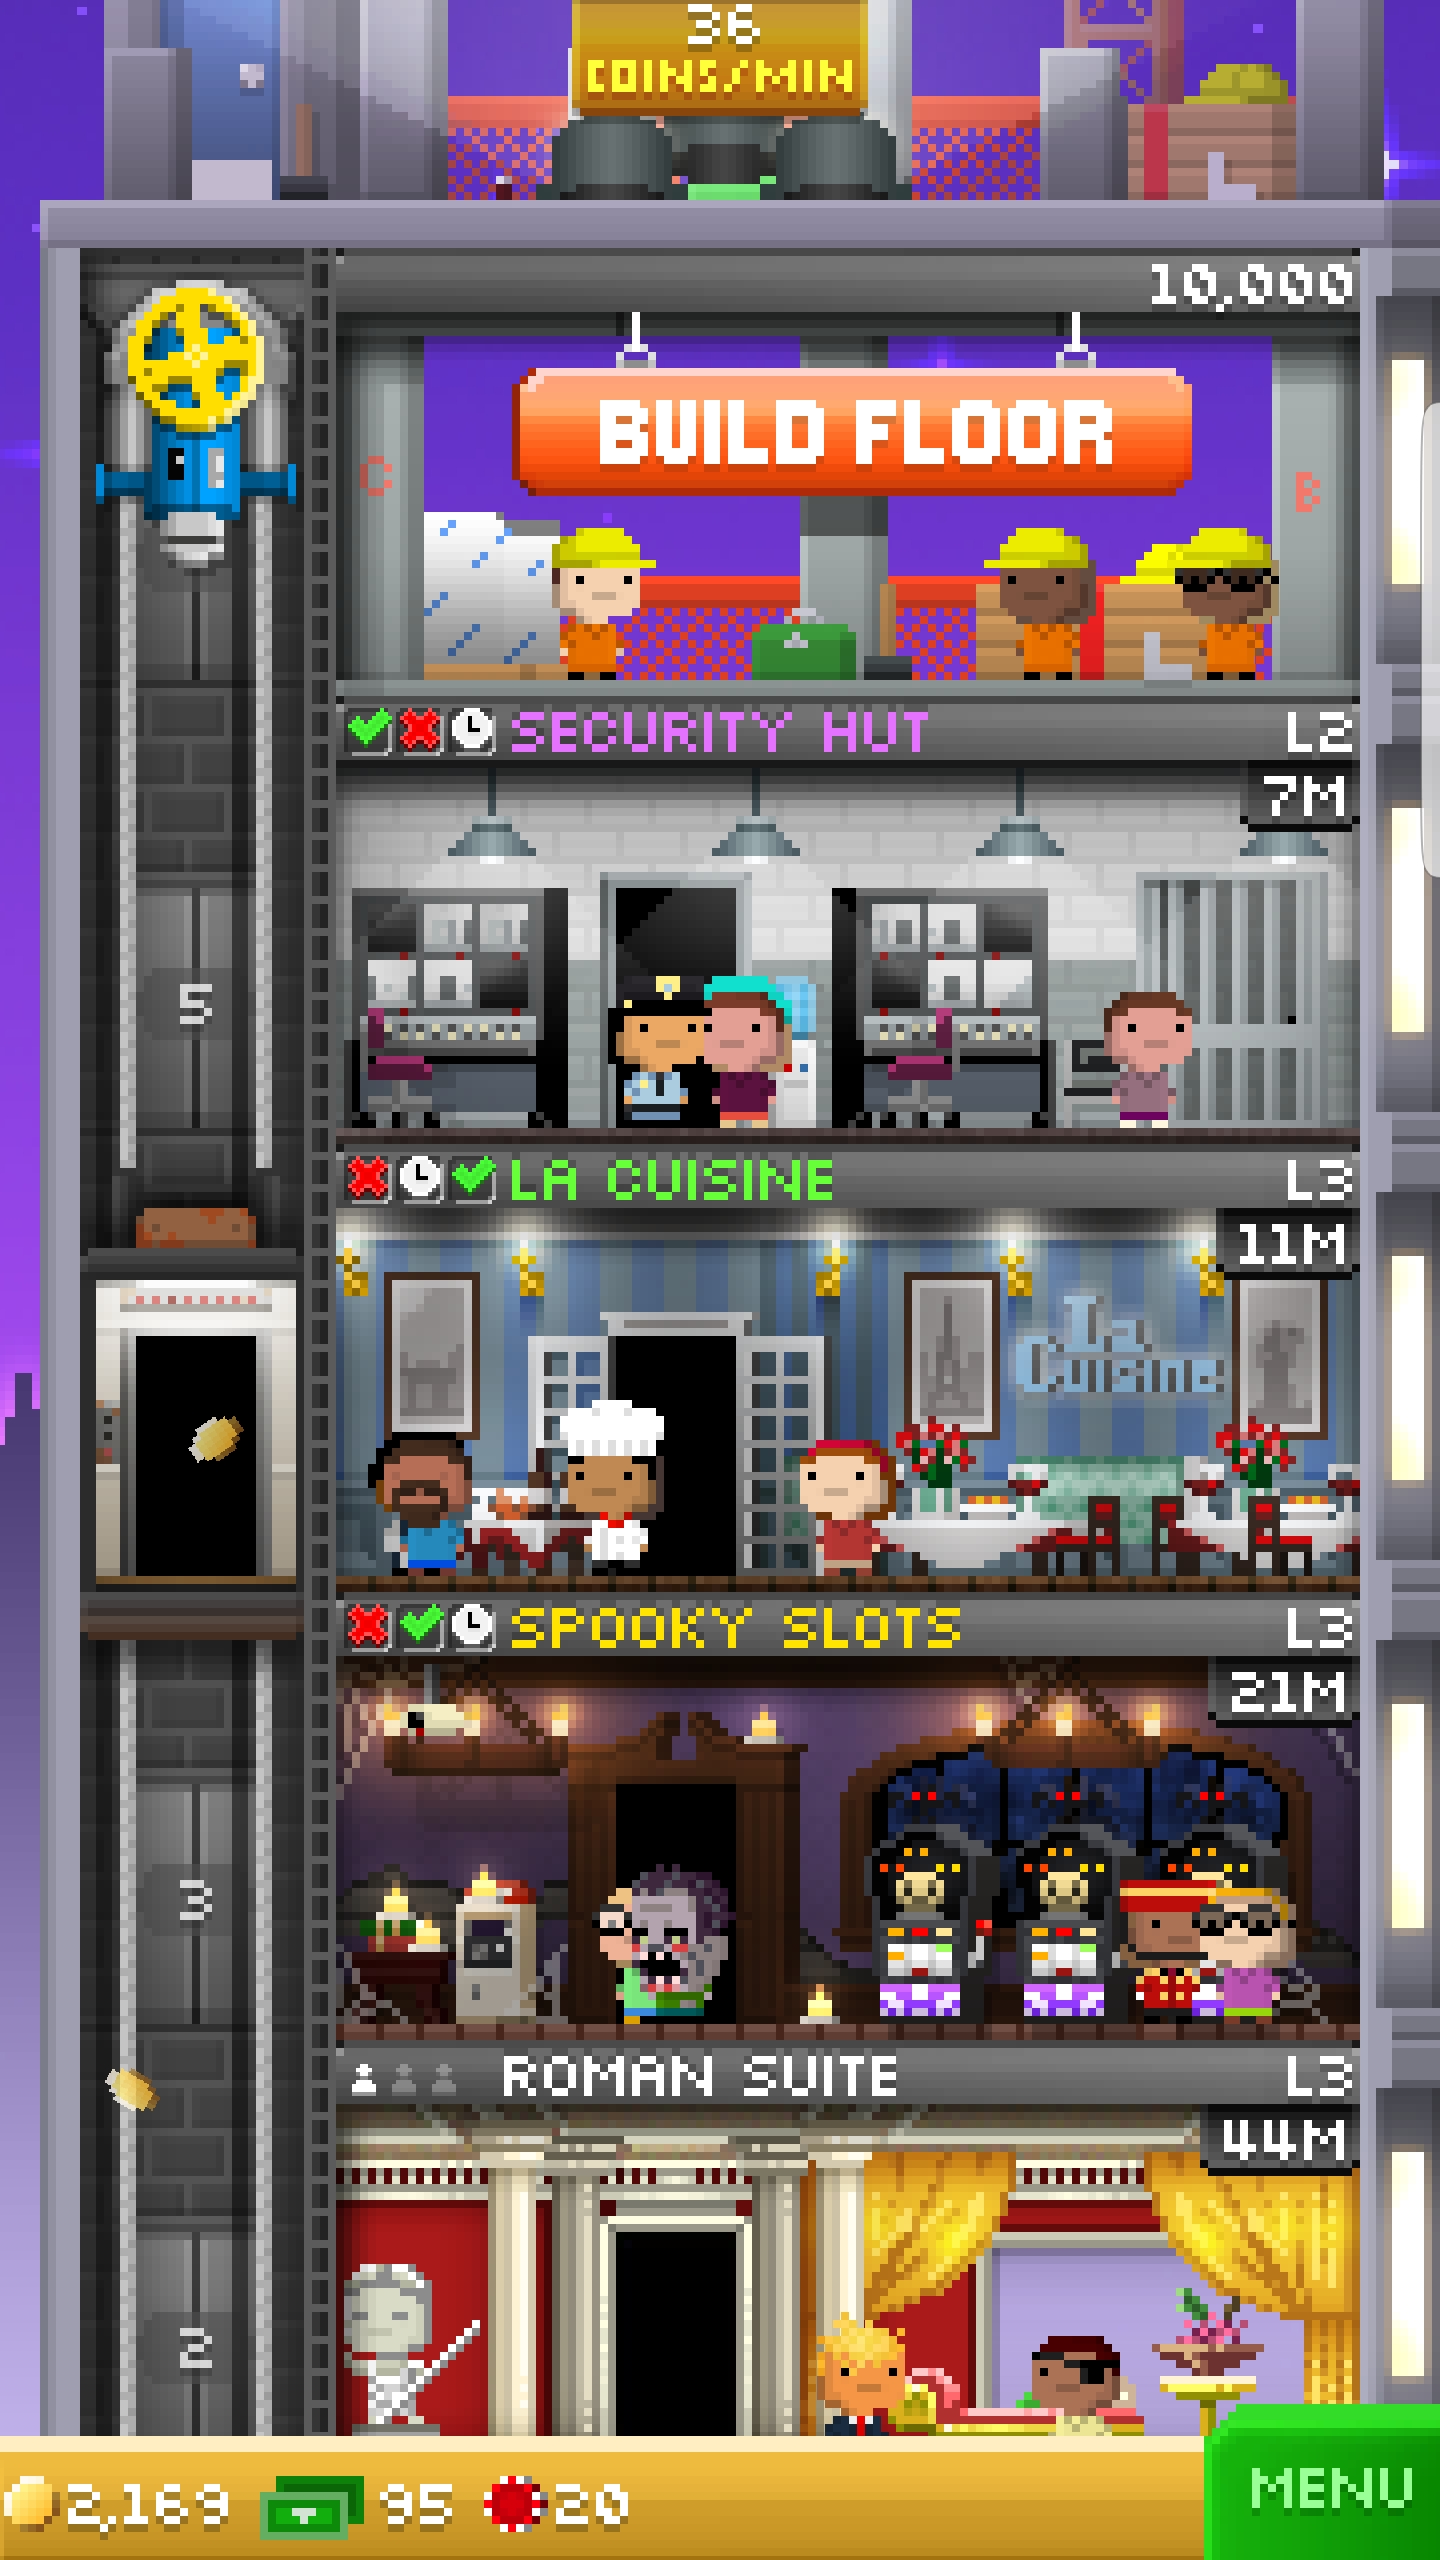 36
COINS/MIN
10,000
BUILD FLOOR
C
B
SECURITY HUT L2
7M
5
LA CUISINE L3
11M
La
Cuisine
SPOOKY SLOTS L3
21M
3
ROMAN SUITE L3
44M
2
2,169 95 20
MENU